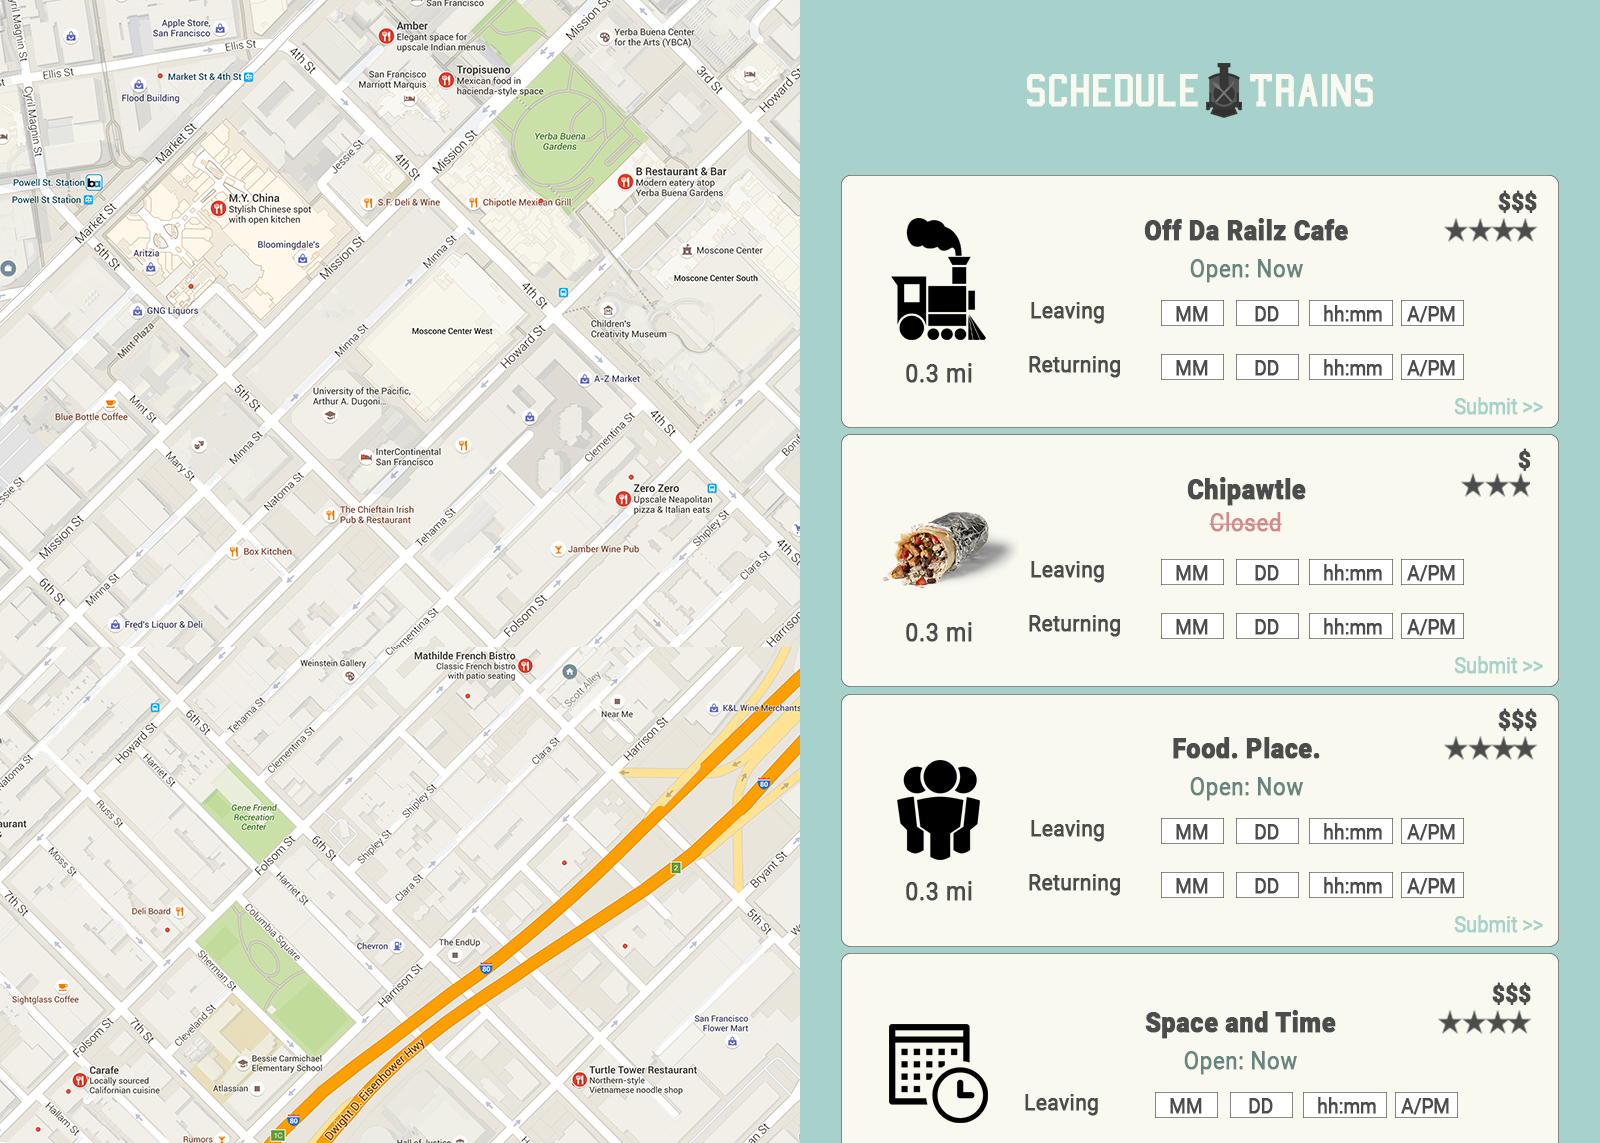 San Francisco
Apple Store,
San Francisco
Amber
Elegant space for
upscale Indian menus
Mission St
Yerba Buena Center
for the Arts (YBCA)
Ellis St
Ellis St
4th St
Market St & 4th St
San Francisco
Marriott Marquis
Tropisueno
Mexican food in
hacienda-style space
3rd St
Howard St
Flood Building
Cyril Magnin St
Cyril Magnin St
Market St
Jessie St
4th St
Mission St
Yerba Buena
Gardens
Powell St. Station
Powell St Station
M.Y. China
Stylish Chinese spot
with open kitchen
S.F. Deli & Wine
Chipotle Mexican Grill
B Restaurant & Bar
Modern eatery atop
Yerba Buena Gardens
Market St
5th St
Aritzia
Bloomingdale's
Mission St
Minna St
Moscone Center
Moscone Center South
4th St
GNG Liquors
Mint Plaza
Minna St
Moscone Center West
Howard St
Children's
Creativity Museum
A-Z Market
University of the Pacific,
Arthur A. Dugoni...
5th St
Blue Bottle Coffee
Mint St
Minna St
Mary St
InterContinental
San Francisco
Clementina St
4th St
Natoma St
The Chieftain Irish
Pub & Restaurant
Tehama St
Zero Zero
Upscale Neapolitan
pizza & Italian eats
Shipley St
Clara St
4th St
Mission St
Box Kitchen
Jamber Wine Pub
6th St
Minna St
Fred's Liquor & Deli
Clementina St
Folsom St
Harrison
Weinstein Gallery
Mathilde French Bistro
Classic French bistro
with patio seating
Scott Alley
Near Me
K&L Wine Merchants
6th St
Tehama St
Howard St
Clementina St
Clara St
Harrison St
Natoma St
Harriet St
Shipley St
80
Russ St
Gene Friend
Recreation
Center
6th St
Shipley St
Moss St
Folsom St
Harriet St
Clara St
2
Bryant St
7th St
Deli Board
Columbia Square
Chevron
The EndUp
5th St
Sherman St
80
Harrison St
Sightglass Coffee
Folsom St
7th St
Cleveland St
San Francisco
Flower Mart
Bessie Carmichael
Elementary School
Carafe
Locally sourced
Californian cuisine
Atlassian
Dwight D. Eisenhower Hwy
Turtle Tower Restaurant
Northern-style
Vietnamese noodle shop
Hallam St
80
1C
Rumors
Hall of Justice
SCHEDULE TRAINS
$$$
Off Da Railz Cafe
★★★★
Open: Now
Leaving MM DD hh:mm A/PM
Returning MM DD hh:mm A/PM
0.3 mi
Submit >>
$
Chipawtle
★★★
Closed
Leaving MM DD hh:mm A/PM
Returning MM DD hh:mm A/PM
0.3 mi
Submit >>
$$$
Food. Place.
★★★★
Open: Now
Leaving MM DD hh:mm A/PM
Returning MM DD hh:mm A/PM
0.3 mi
Submit >>
$$$
Space and Time
★★★★
Open: Now
Leaving MM DD hh:mm A/PM